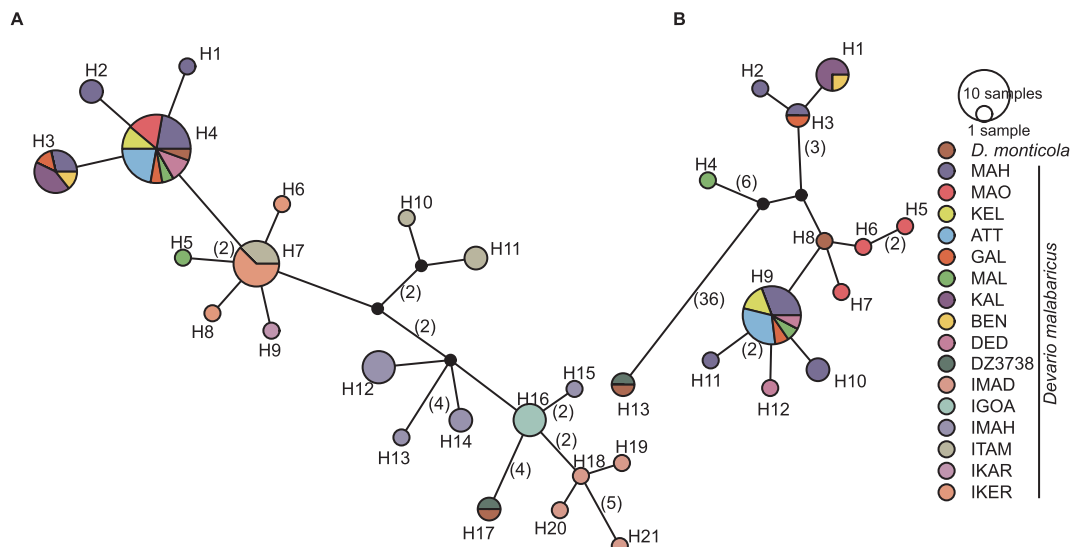 A
B
H1
H2
H4
H3
H6
H5
(2)
H7
H8
H9
H10
H11
(2)
(2)
H12
H13
(4)
H14
H15
H16
(2)
(2)
(4)
H17
H18
H19
(5)
H20
H21
H1
H2
H3
(3)
H4
(6)
H5
H6
(2)
H8
H7
H9
(36)
(2)
H11
H10
H12
H13
10 samples
1 sample
D. monticola
MAH
MAO
KEL
ATT
GAL
MAL
KAL
BEN
DED
DZ3738
IMAD
IGOA
IMAH
ITAM
IKAR
IKER
Devario malabaricus